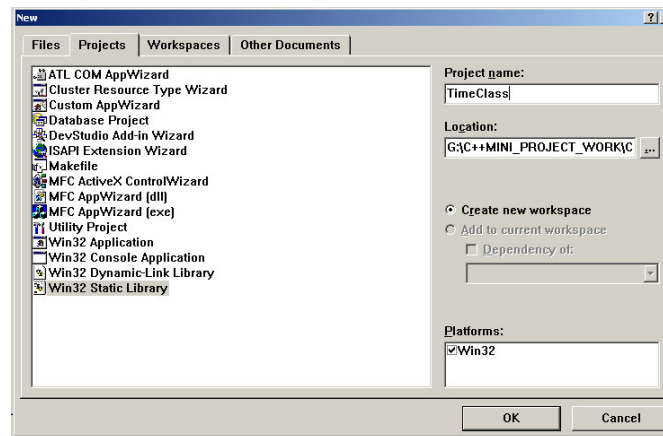 New
Files Projects Workspaces Other Documents
ATL COM AppWizard
Cluster Resource Type Wizard
Custom AppWizard
Database Project
DevStudio Add-in Wizard
ISAPI Extension Wizard
Makefile
MFC ActiveX ControlWizard
MFC AppWizard (dll)
MFC AppWizard (exe)
Utility Project
Win32 Application
Win32 Console Application
Win32 Dynamic-Link Library
Win32 Static Library
Project name:
TimeClass
Location:
G:\C++MINI_PROJECT_WORK\C
...
Create new workspace
Add to current workspace
Dependency of:
Platforms:
Win32
OK Cancel